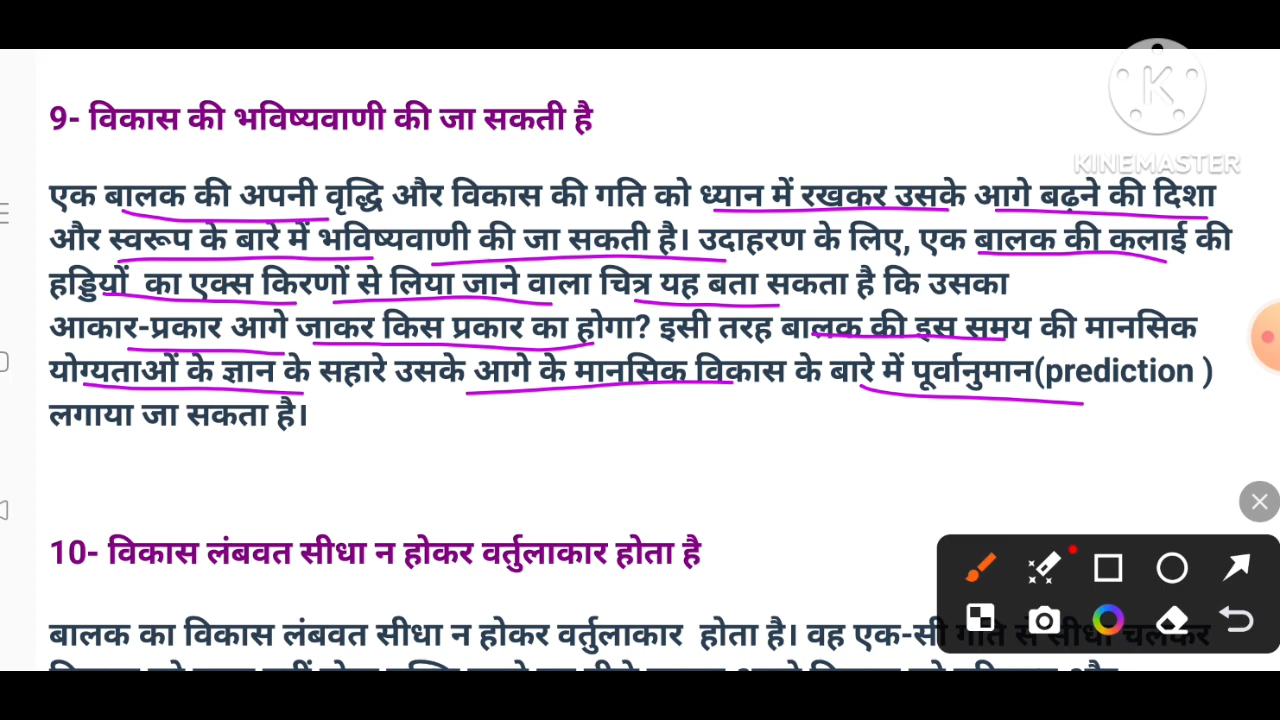 KINEMASTER
9- विकास की भविष्यवाणी की जा सकती है
एक बालक की अपनी वृद्धि और विकास की गति को ध्यान में रखकर उसके आगे बढ़ने की दिशा
और स्वरूप के बारे में भविष्यवाणी की जा सकती है। उदाहरण के लिए, एक बालक की कलाई की
हड्डियों का एक्स किरणों से लिया जाने वाला चित्र यह बता सकता है कि उसका
आकार-प्रकार आगे जाकर किस प्रकार का होगा? इसी तरह बालक की इस समय की मानसिक
योग्यताओं के ज्ञान के सहारे उसके आगे के मानसिक विकास के बारे में पूर्वानुमान(prediction )
लगाया जा सकता है।
10- विकास लंबवत सीधा न होकर वर्तुलाकार होता है
बालक का विकास लंबवत सीधा न होकर वर्तुलाकार होता है। वह एक-सी गति से सीधा चलकर